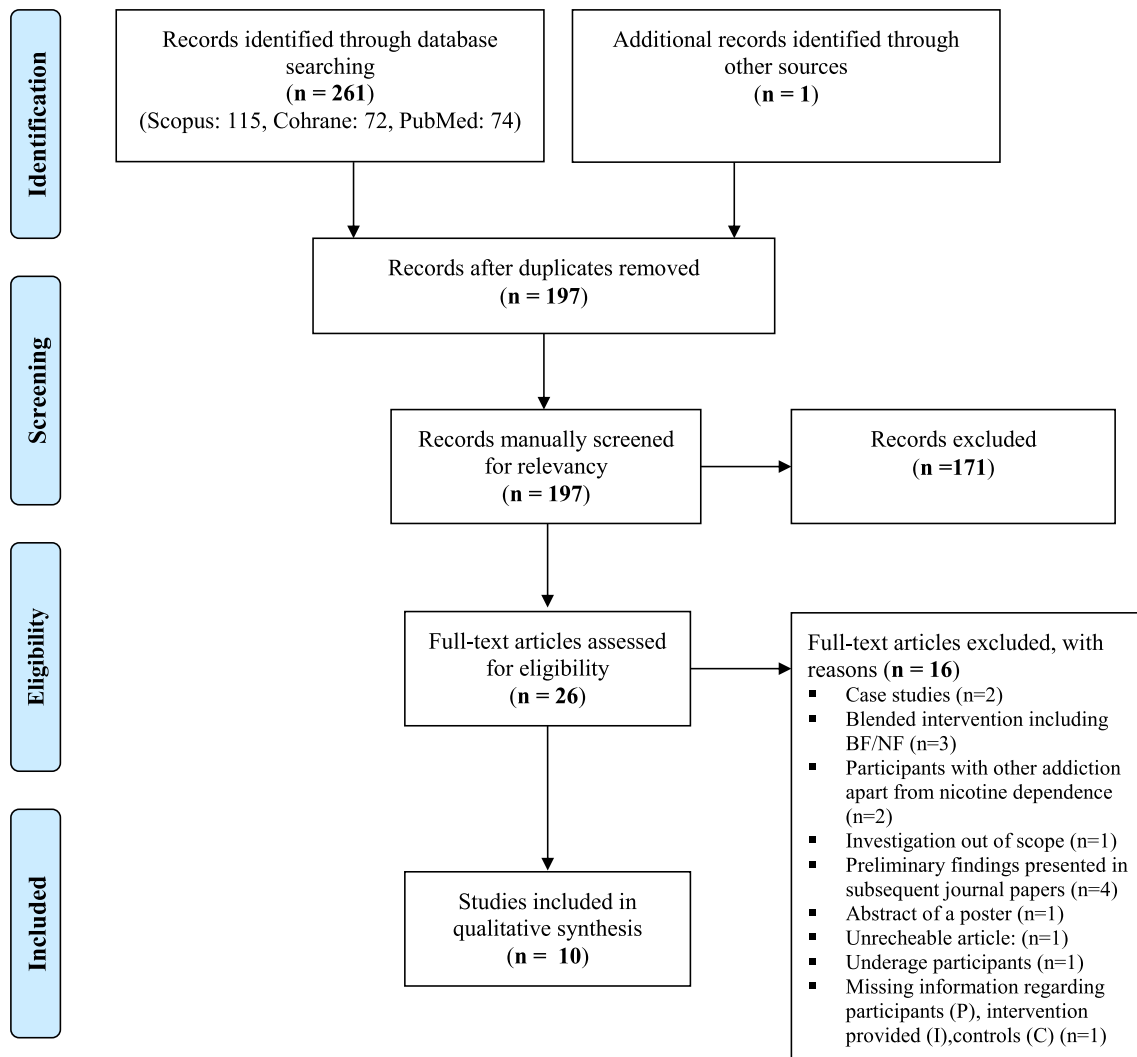 Identification
Records identified through database
searching
(n = 261)
(Scopus: 115, Cohrane: 72, PubMed: 74)
Additional records identified through
other sources
(n = 1)
Records after duplicates removed
(n = 197)
Screening
Records manually screened
for relevancy
(n = 197)
Records excluded
(n =171)
Eligibility
Full-text articles assessed
for eligibility
(n = 26)
Full-text articles excluded, with
reasons (n = 16)
▪ Case studies (n=2)
▪ Blended intervention including
BF/NF (n=3)
▪ Participants with other addiction
apart from nicotine dependence
(n=2)
▪ Investigation out of scope (n=1)
▪ Preliminary findings presented in
subsequent journal papers (n=4)
▪ Abstract of a poster (n=1)
▪ Unrecheable article: (n=1)
▪ Underage participants (n=1)
▪ Missing information regarding
participants (P), intervention
provided (I),controls (C) (n=1)
Included
Studies included in
qualitative synthesis
(n = 10)